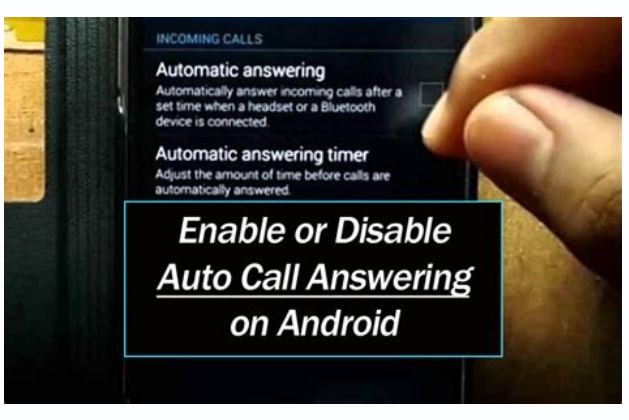 INCOMING CALLS
Automatic answering
Automatically answer incoming calls after a
set time when a headset or a Bluetooth
device is connected.
Automatic answering timer
Adjust the amount of time before calls are
automatically answered.
Enable or Disable
Auto Call Answering
on Android